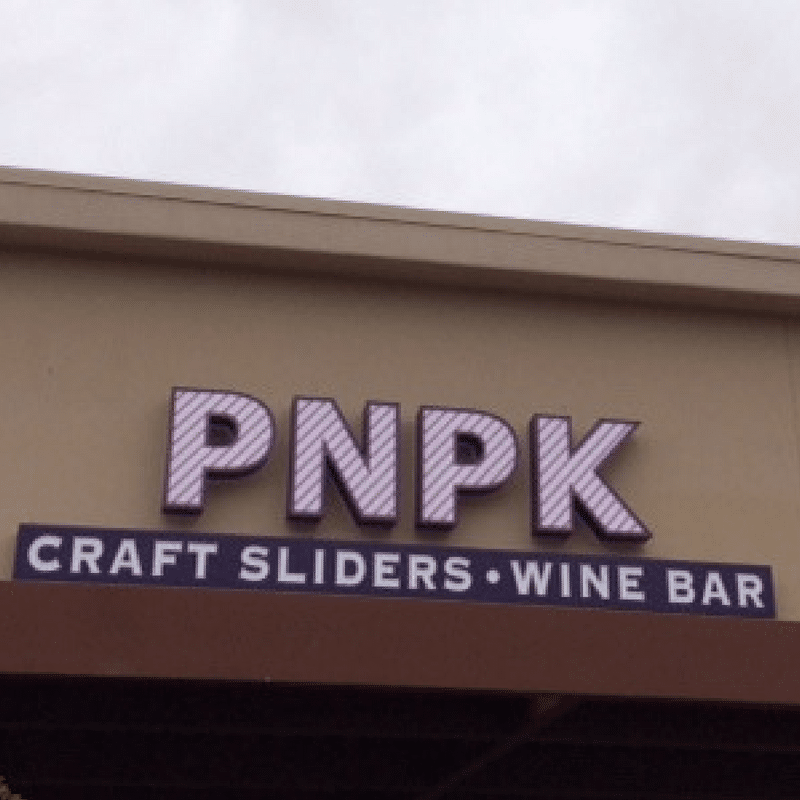 PNPK
CRAFT SLIDERS • WINE BAR